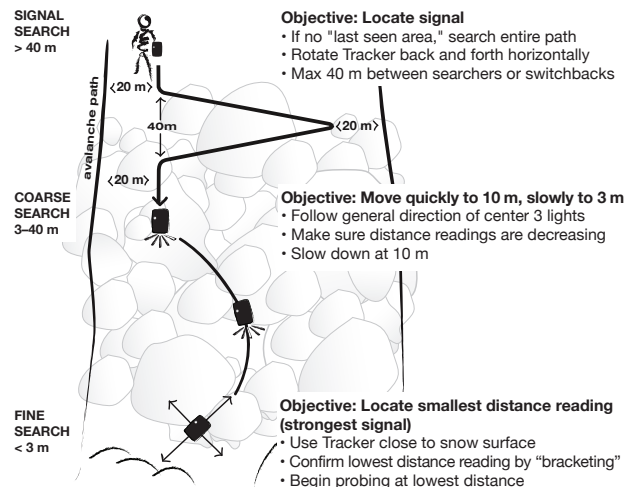 SIGNAL
SEARCH
> 40 m
Objective: Locate signal
• If no "last seen area," search entire path
• Rotate Tracker back and forth horizontally
• Max 40 m between searchers or switchbacks
avalanche path
<20 m>
40m
<20 m>
<20 m>
COARSE
SEARCH
3–40 m
Objective: Move quickly to 10 m, slowly to 3 m
• Follow general direction of center 3 lights
• Make sure distance readings are decreasing
• Slow down at 10 m
FINE
SEARCH
< 3 m
Objective: Locate smallest distance reading
(strongest signal)
• Use Tracker close to snow surface
• Confirm lowest distance reading by “bracketing”
• Begin probing at lowest distance